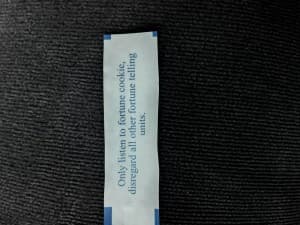 Only listen to fortune cookie,
disregard all other fortune telling
units.